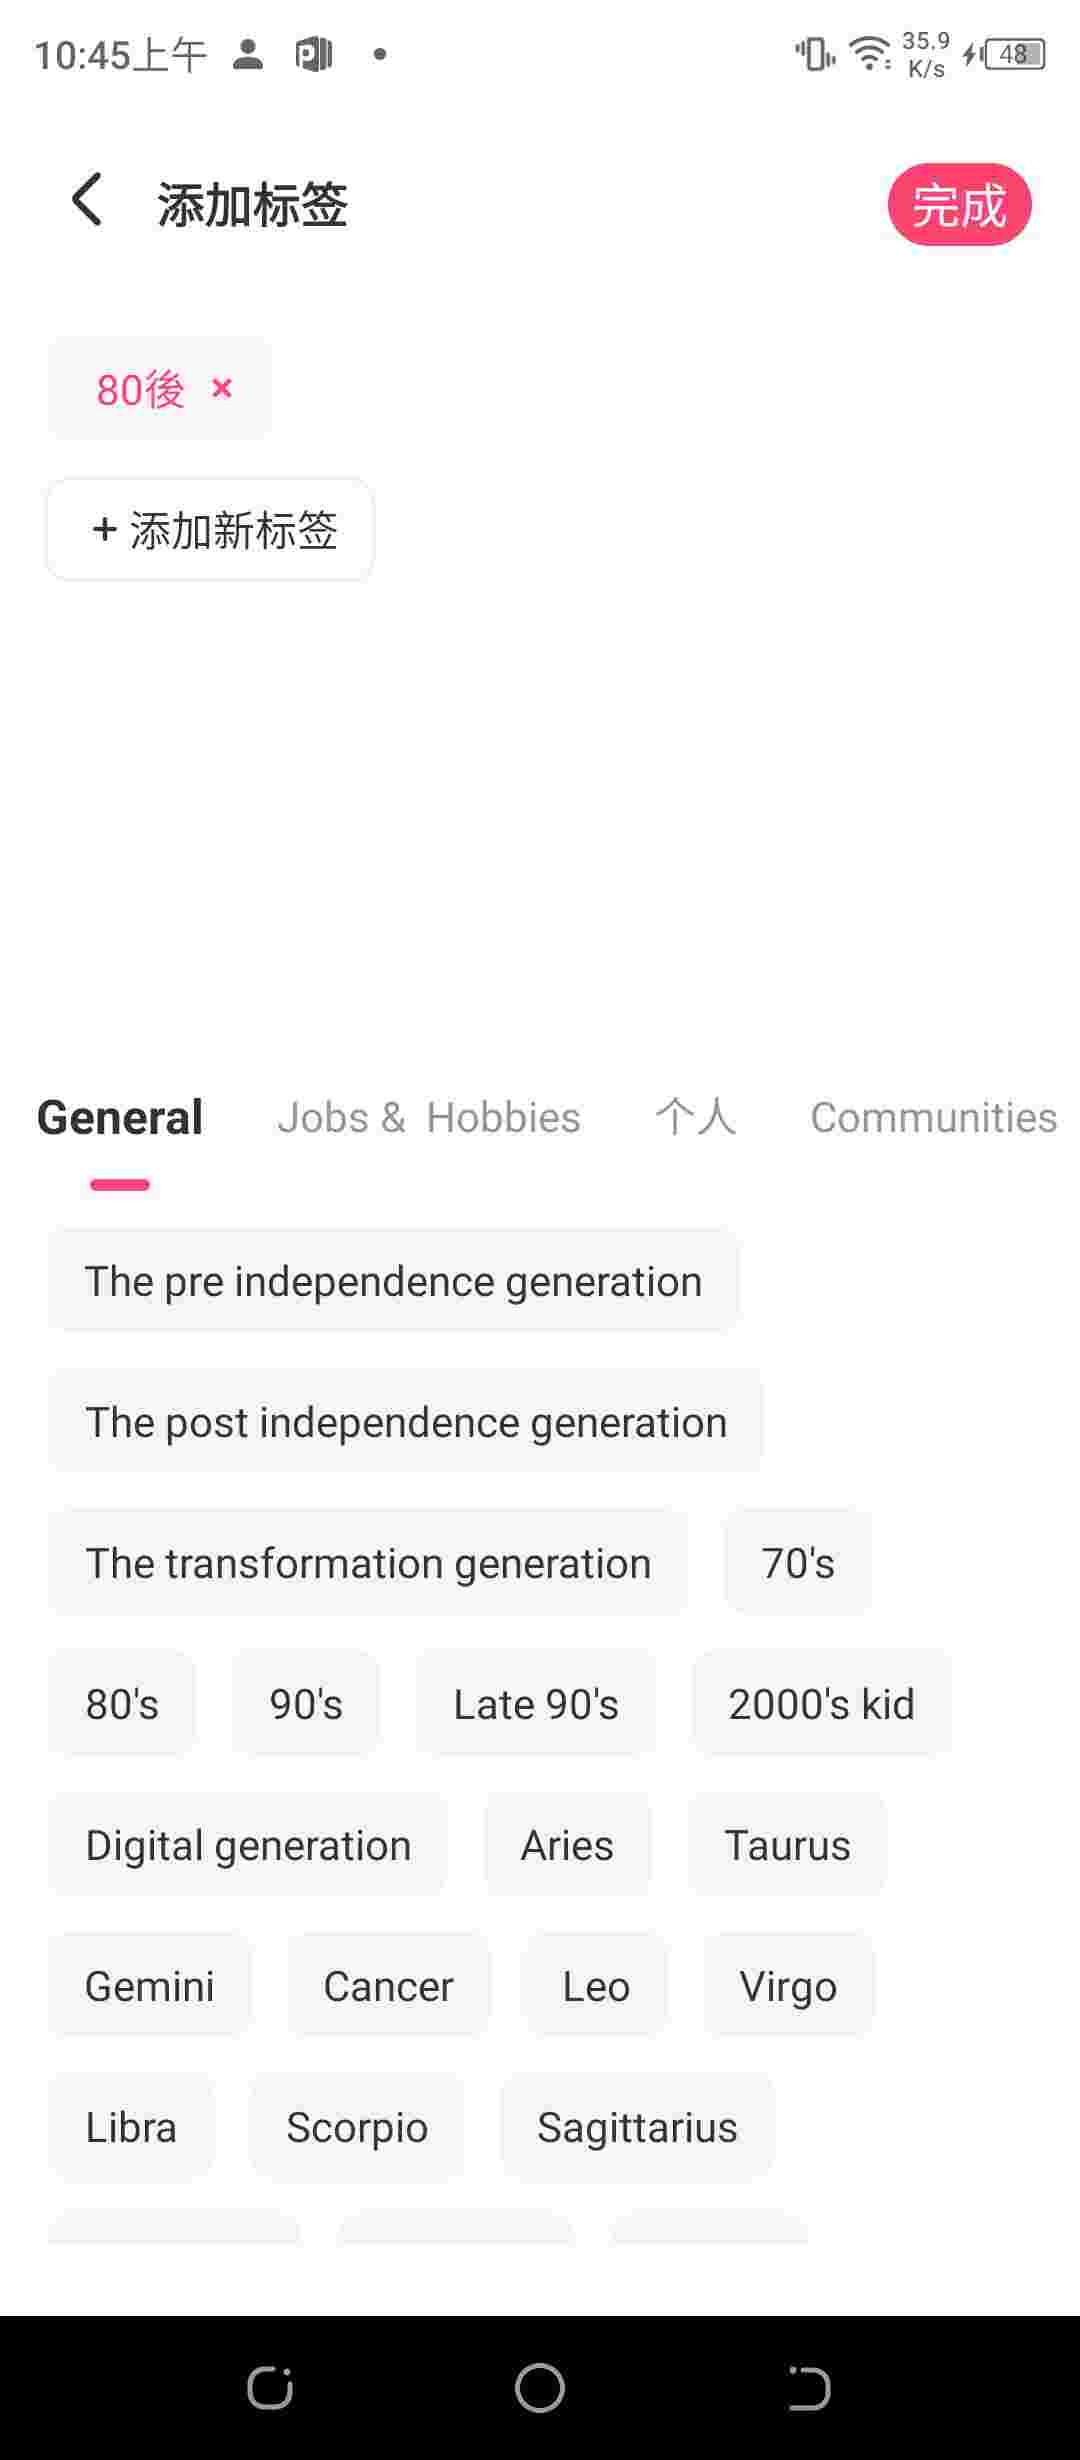 10:45上午
35.9
K/s
48
添加标签
完成
80後 ×
+ 添加新标签
General Jobs & Hobbies 个人 Communities
The pre independence generation
The post independence generation
The transformation generation 70's
80's 90's Late 90's 2000's kid
Digital generation Aries Taurus
Gemini Cancer Leo Virgo
Libra Scorpio Sagittarius